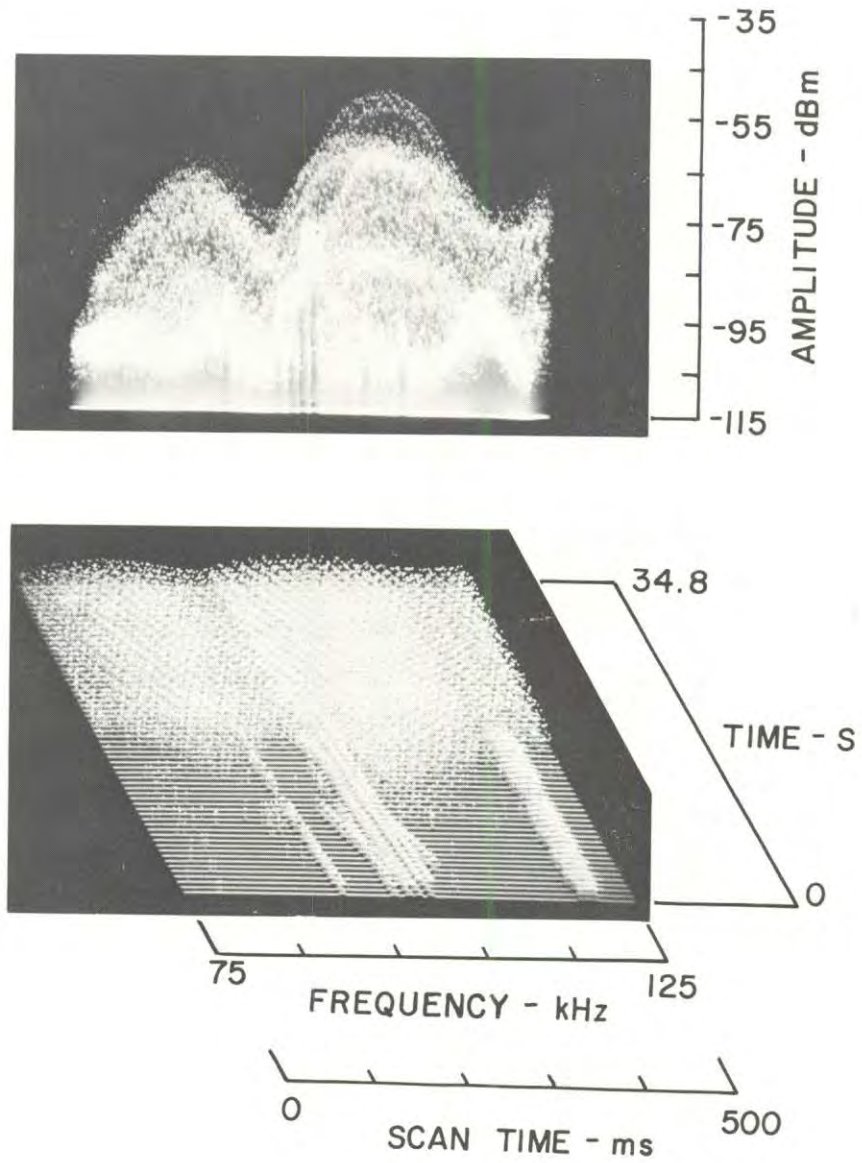 -35
-55
-75
-95
-115
AMPLITUDE - dBm
34.8
TIME - S
0
75
125
FREQUENCY - kHz
0
500
SCAN TIME - ms